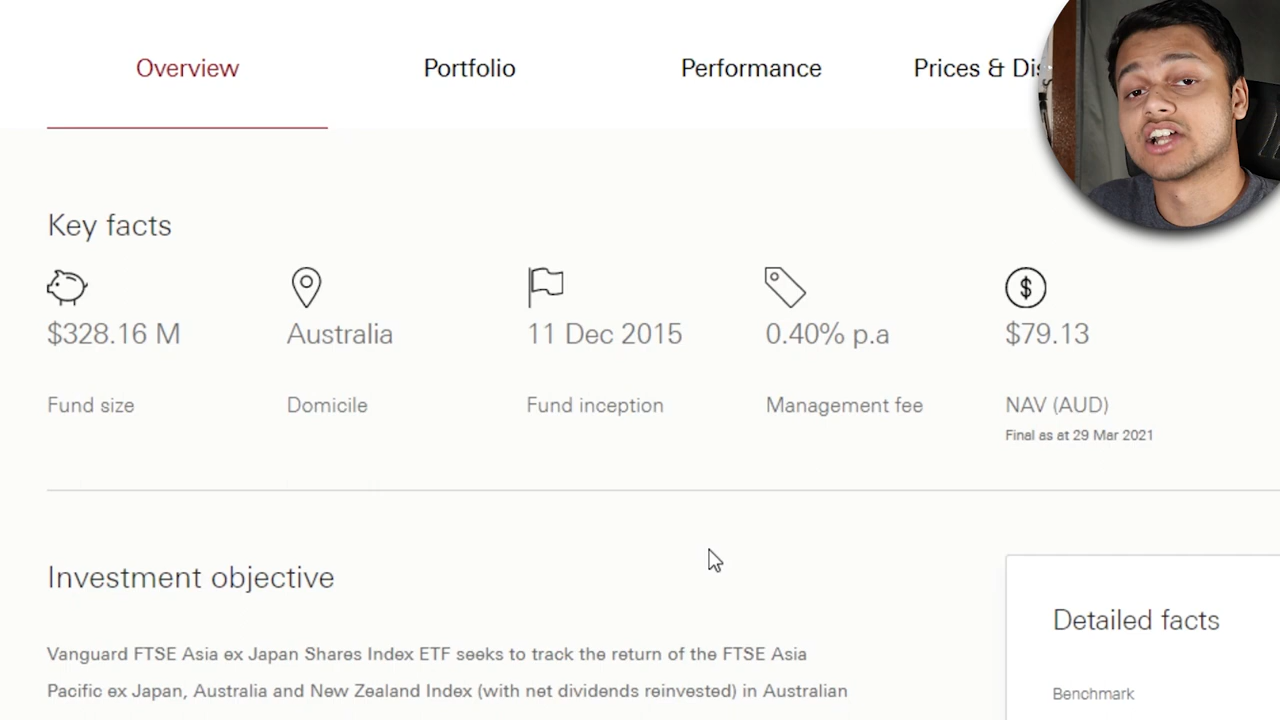 Overview Portfolio Performance Prices &
Key facts
$328.16 M Australia 11 Dec 2015 0.40% p.a $79.13
Fund size Domicile Fund inception Management fee NAV (AUD)
Final as at 29 Mar 2021
Investment objective
Detailed facts
Vanguard FTSE Asia ex Japan Shares Index ETF seeks to track the return of the FTSE Asia
Pacific ex Japan, Australia and New Zealand Index (with net dividends reinvested) in Australian
Benchmark